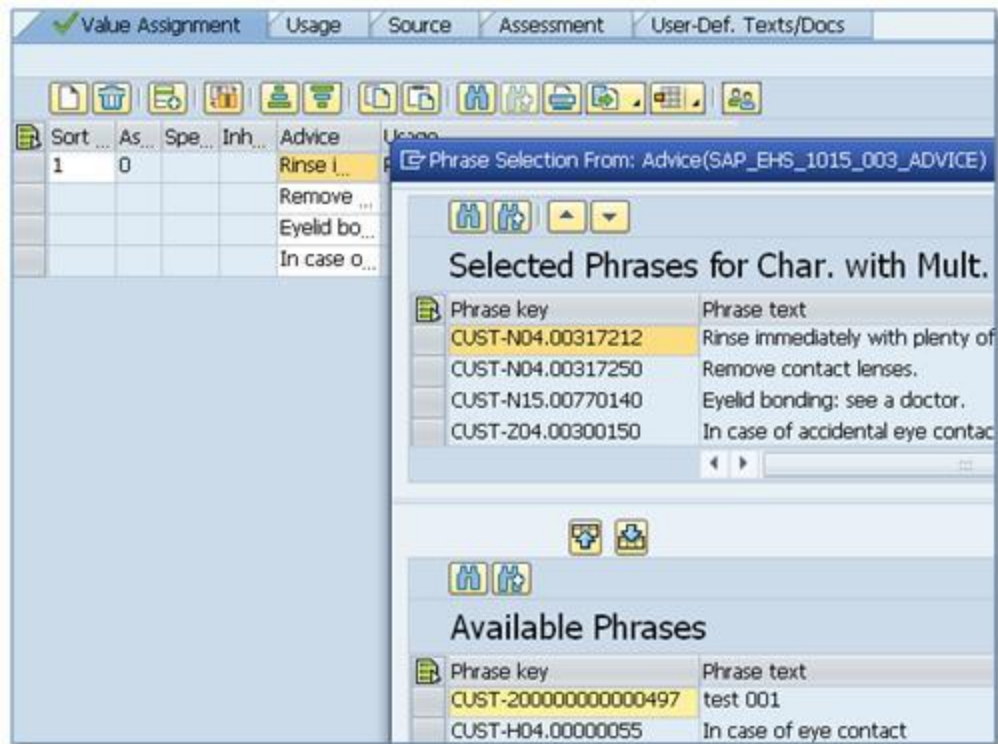 Value Assignment Usage Source Assessment User-Def. Texts/Docs
Sort ... As... Spe... Inh... Advice Usage
1 0 Rinse i...
Remove ...
Eyelid bo...
In case o...
Phrase Selection From: Advice(SAP_EHS_1015_003_ADVICE)
Selected Phrases for Char. with Mult.
Phrase key Phrase text
CUST-N04.00317212 Rinse immediately with plenty of
CUST-N04.00317250 Remove contact lenses.
CUST-N15.00770140 Eyelid bonding: see a doctor.
CUST-Z04.00300150 In case of accidental eye contac
Available Phrases
Phrase key Phrase text
CUST-200000000000497 test 001
CUST-H04.00000055 In case of eye contact